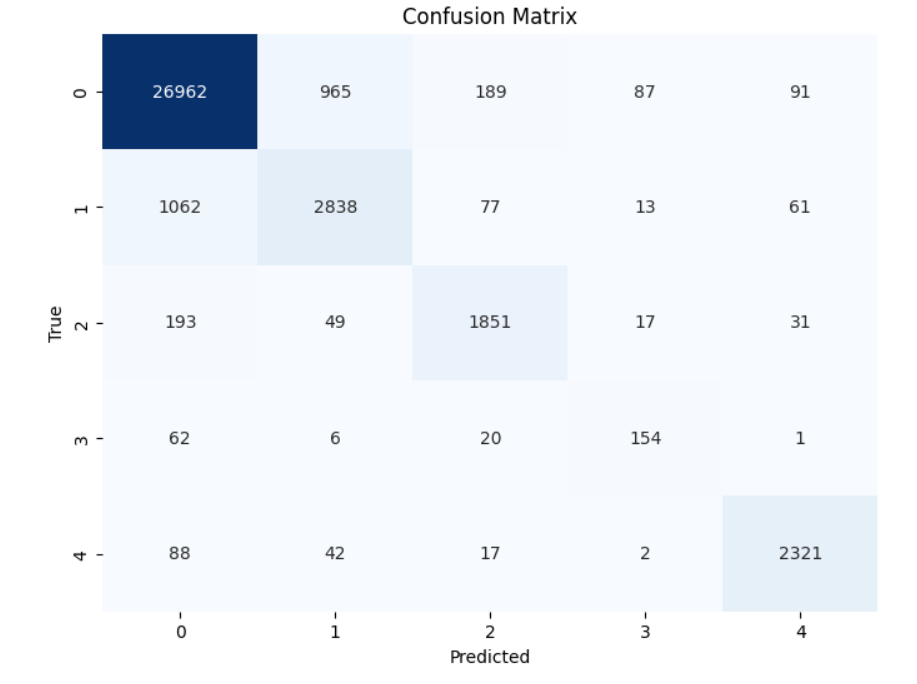 Confusion Matrix
0 26962 965 189 87 91
1 1062 2838 77 13 61
2 193 49 1851 17 31
3 62 6 20 154 1
4 88 42 17 2 2321
True
0 1 2 3 4
Predicted